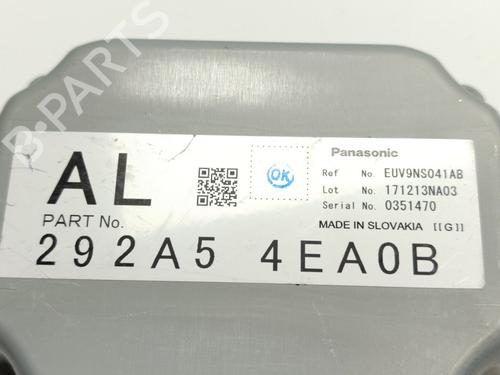 B-PARTS
AL
PART No.
292A5 4EA0B
OK
Panasonic
Ref No. EUV9NS041AB
Lot No. 171213NA03
Serial No. 0351470
MADE IN SLOVAKIA [[G]]